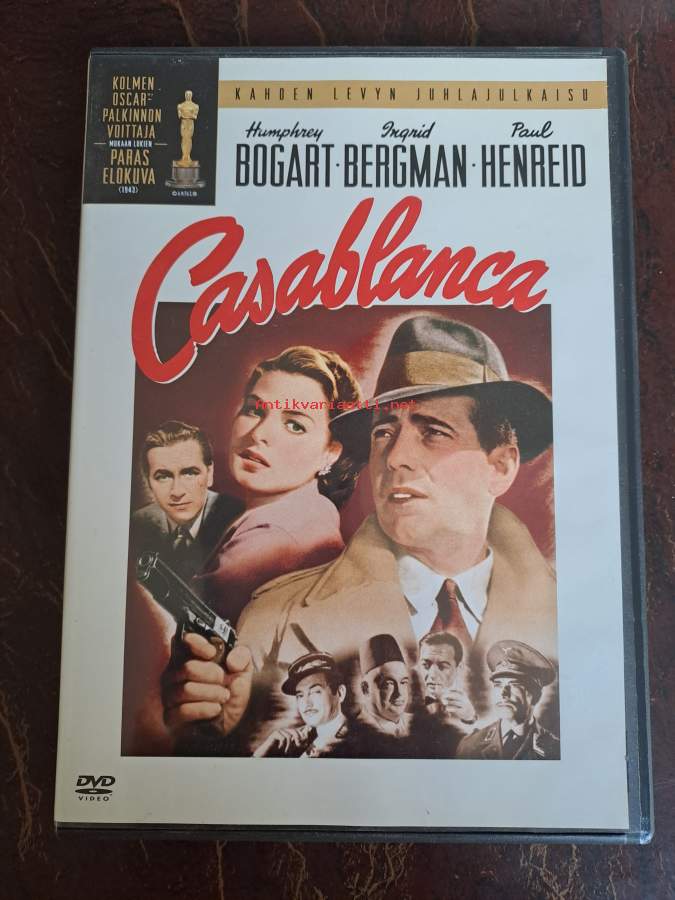 KOLMEN
OSCAR®
PALKINNON
VOITTAJA
MUKAAN LUKIEN
PARAS
ELOKUVA
(1943)
KAHDEN LEVYN JUHLAJULKAISU
Humphrey Ingrid Paul
BOGART · BERGMAN · HENREID
Casablanca
antikvariaatti.net
DVD
VIDEO